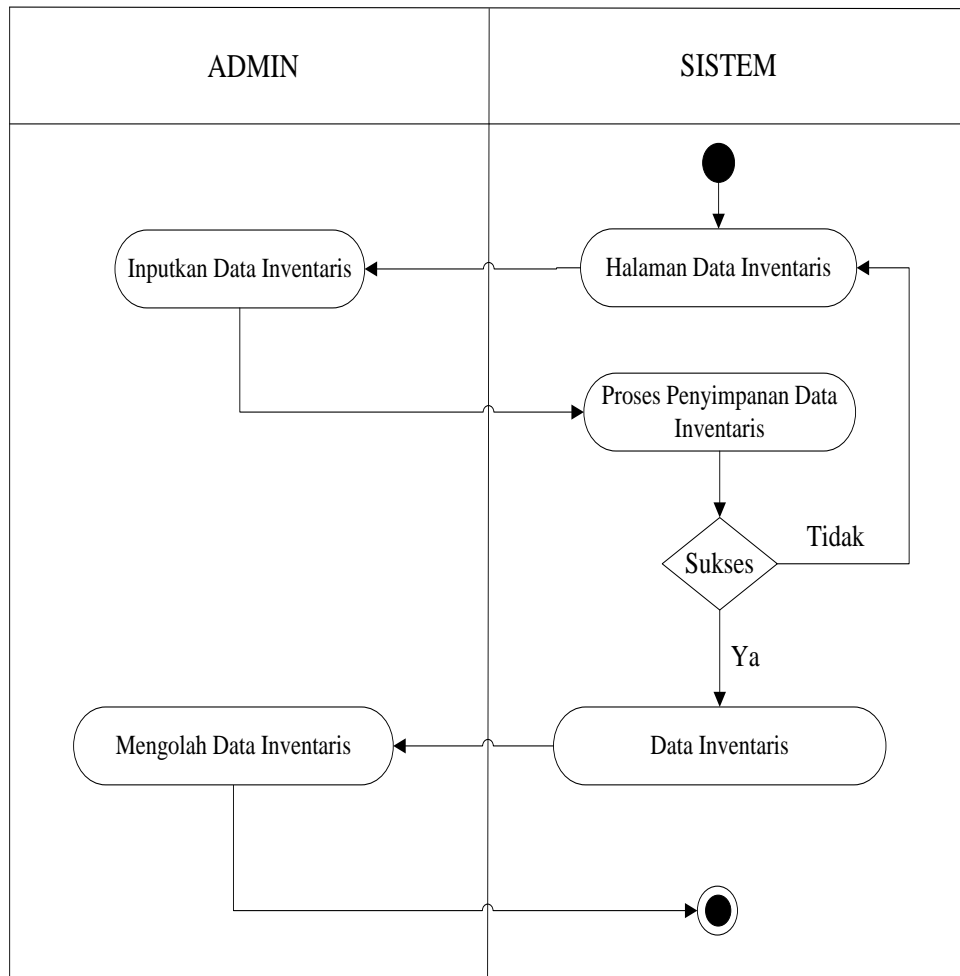 ADMIN
SISTEM
Inputkan Data Inventaris
Halaman Data Inventaris
Proses Penyimpanan Data
Inventaris
Sukses
Tidak
Ya
Mengolah Data Inventaris
Data Inventaris